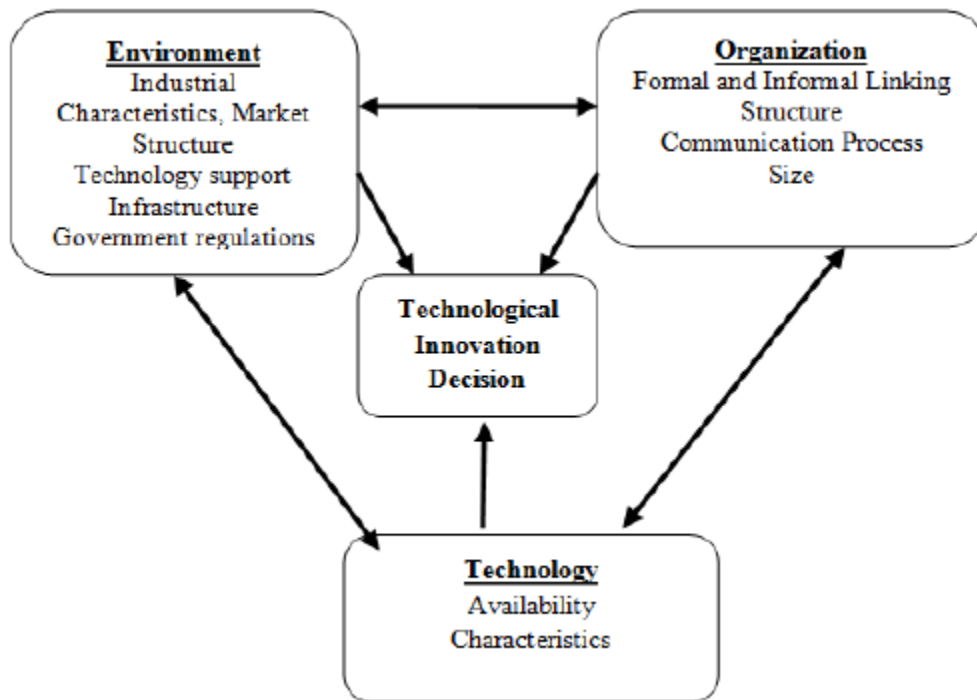 Environment
Industrial
Characteristics, Market
Structure
Technology support
Infrastructure
Government regulations
Organization
Formal and Informal Linking
Structure
Communication Process
Size
Technological
Innovation
Decision
Technology
Availability
Characteristics